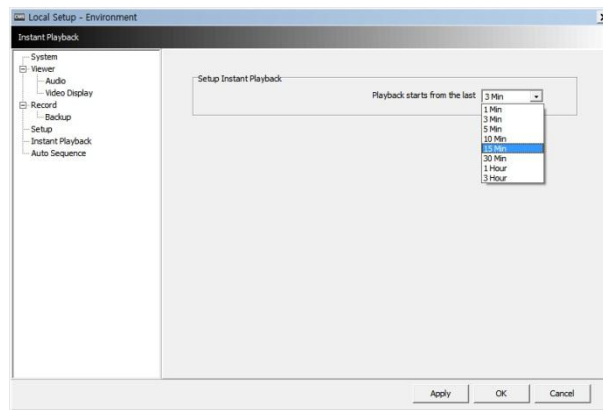 Local Setup - Environment
Instant Playback
System
Viewer
Audio
Video Display
Record
Backup
Setup
Instant Playback
Auto Sequence
Setup Instant Playback
Playback starts from the last 3 Min
1 Min
3 Min
5 Min
10 Min
15 Min
30 Min
1 Hour
3 Hour
Apply OK Cancel